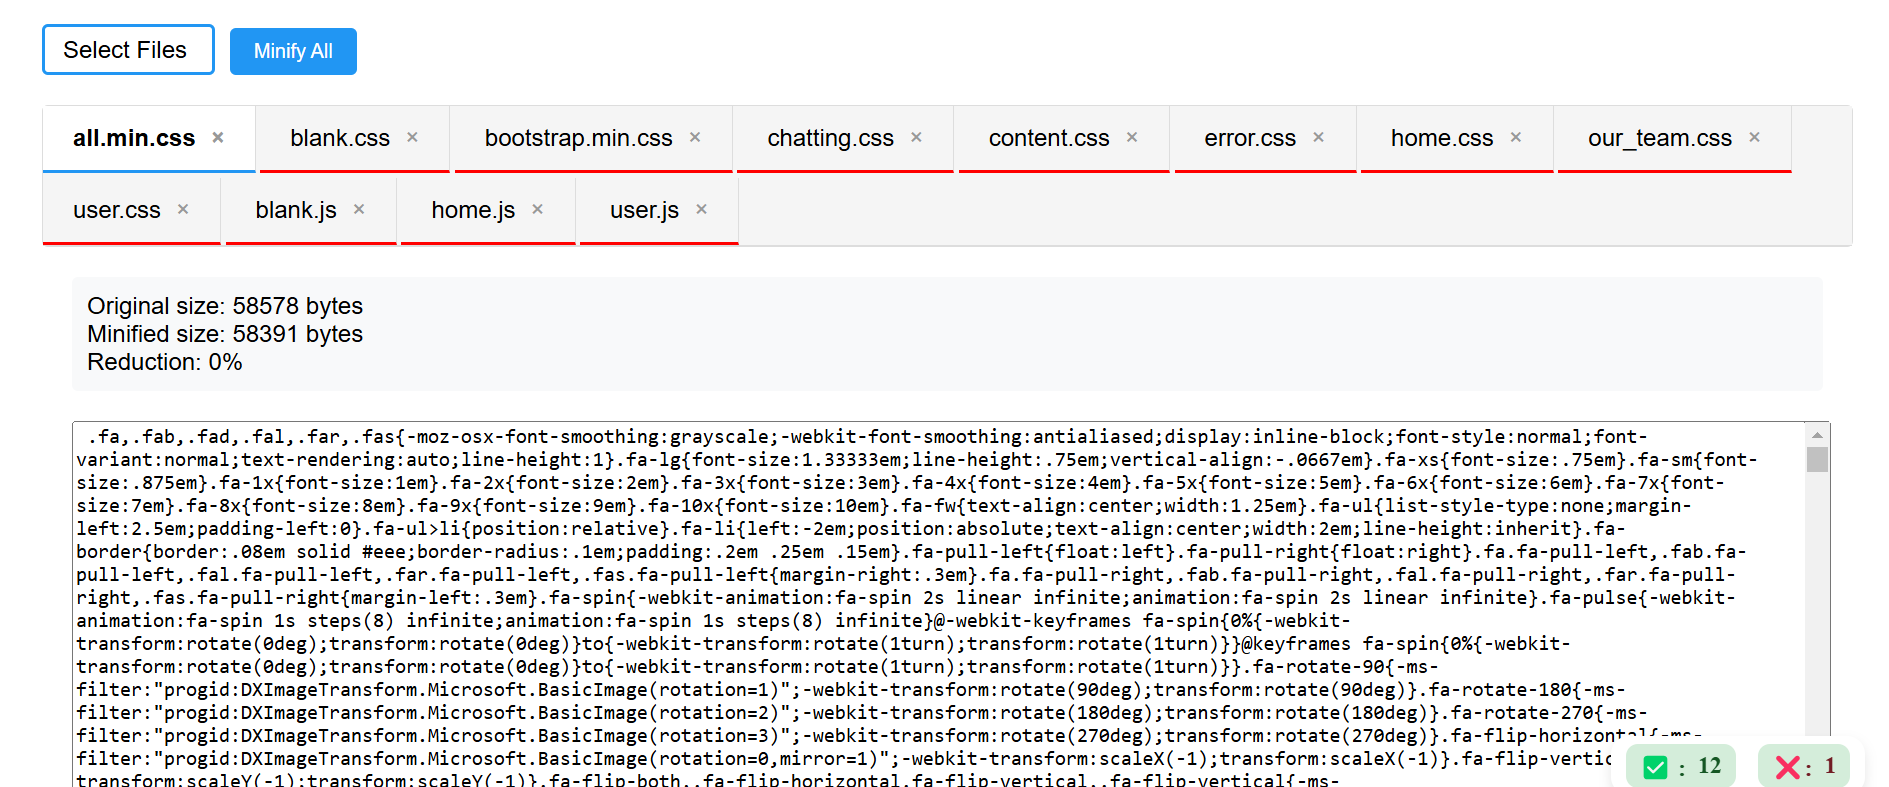 Select Files Minify All
all.min.css × blank.css × bootstrap.min.css × chatting.css × content.css × error.css × home.css × our_team.css ×
user.css × blank.js × home.js × user.js ×
Original size: 58578 bytes
Minified size: 58391 bytes
Reduction: 0%
.fa,.fab,.fad,.fal,.far,.fas{-moz-osx-font-smoothing:grayscale;-webkit-font-smoothing:antialiased;display:inline-block;font-style:normal;font-
variant:normal;text-rendering:auto;line-height:1}.fa-lg{font-size:1.33333em;line-height:.75em;vertical-align:-.0667em}.fa-xs{font-size:.75em}.fa-sm{font-
size:.875em}.fa-1x{font-size:1em}.fa-2x{font-size:2em}.fa-3x{font-size:3em}.fa-4x{font-size:4em}.fa-5x{font-size:5em}.fa-6x{font-size:6em}.fa-7x{font-
size:7em}.fa-8x{font-size:8em}.fa-9x{font-size:9em}.fa-10x{font-size:10em}.fa-fw{text-align:center;width:1.25em}.fa-ul{list-style-type:none;margin-
left:2.5em;padding-left:0}.fa-ul>li{position:relative}.fa-li{left:-2em;position:absolute;text-align:center;width:2em;line-height:inherit}.fa-
border{border:.08em solid #eee;border-radius:.1em;padding:.2em .25em .15em}.fa-pull-left{float:left}.fa-pull-right{float:right}.fa.fa-pull-left,.fab.fa-
pull-left,.fal.fa-pull-left,.far.fa-pull-left,.fas.fa-pull-left{margin-right:.3em}.fa.fa-pull-right,.fab.fa-pull-right,.fal.fa-pull-right,.far.fa-pull-
right,.fas.fa-pull-right{margin-left:.3em}.fa-spin{-webkit-animation:fa-spin 2s linear infinite;animation:fa-spin 2s linear infinite}.fa-pulse{-webkit-
animation:fa-spin 1s steps(8) infinite;animation:fa-spin 1s steps(8) infinite}@-webkit-keyframes fa-spin{0%{-webkit-
transform:rotate(0deg);transform:rotate(0deg)}to{-webkit-transform:rotate(1turn);transform:rotate(1turn)}}@keyframes fa-spin{0%{-webkit-
transform:rotate(0deg);transform:rotate(0deg)}to{-webkit-transform:rotate(1turn);transform:rotate(1turn)}}.fa-rotate-90{-ms-
filter:"progid:DXImageTransform.Microsoft.BasicImage(rotation=1)";-webkit-transform:rotate(90deg);transform:rotate(90deg)}.fa-rotate-180{-ms-
filter:"progid:DXImageTransform.Microsoft.BasicImage(rotation=2)";-webkit-transform:rotate(180deg);transform:rotate(180deg)}.fa-rotate-270{-ms-
filter:"progid:DXImageTransform.Microsoft.BasicImage(rotation=3)";-webkit-transform:rotate(270deg);transform:rotate(270deg)}.fa-flip-horizontal{-ms-
filter:"progid:DXImageTransform.Microsoft.BasicImage(rotation=0,mirror=1)";-webkit-transform:scaleX(-1);transform:scaleX(-1)}.fa-flip-vertic
transform:scaleY(-1);transform:scaleY(-1)}.fa-flip-both,.fa-flip-horizontal.fa-flip-vertical,.fa-flip-vertical{-ms-
✅ : 12 ❌ : 1